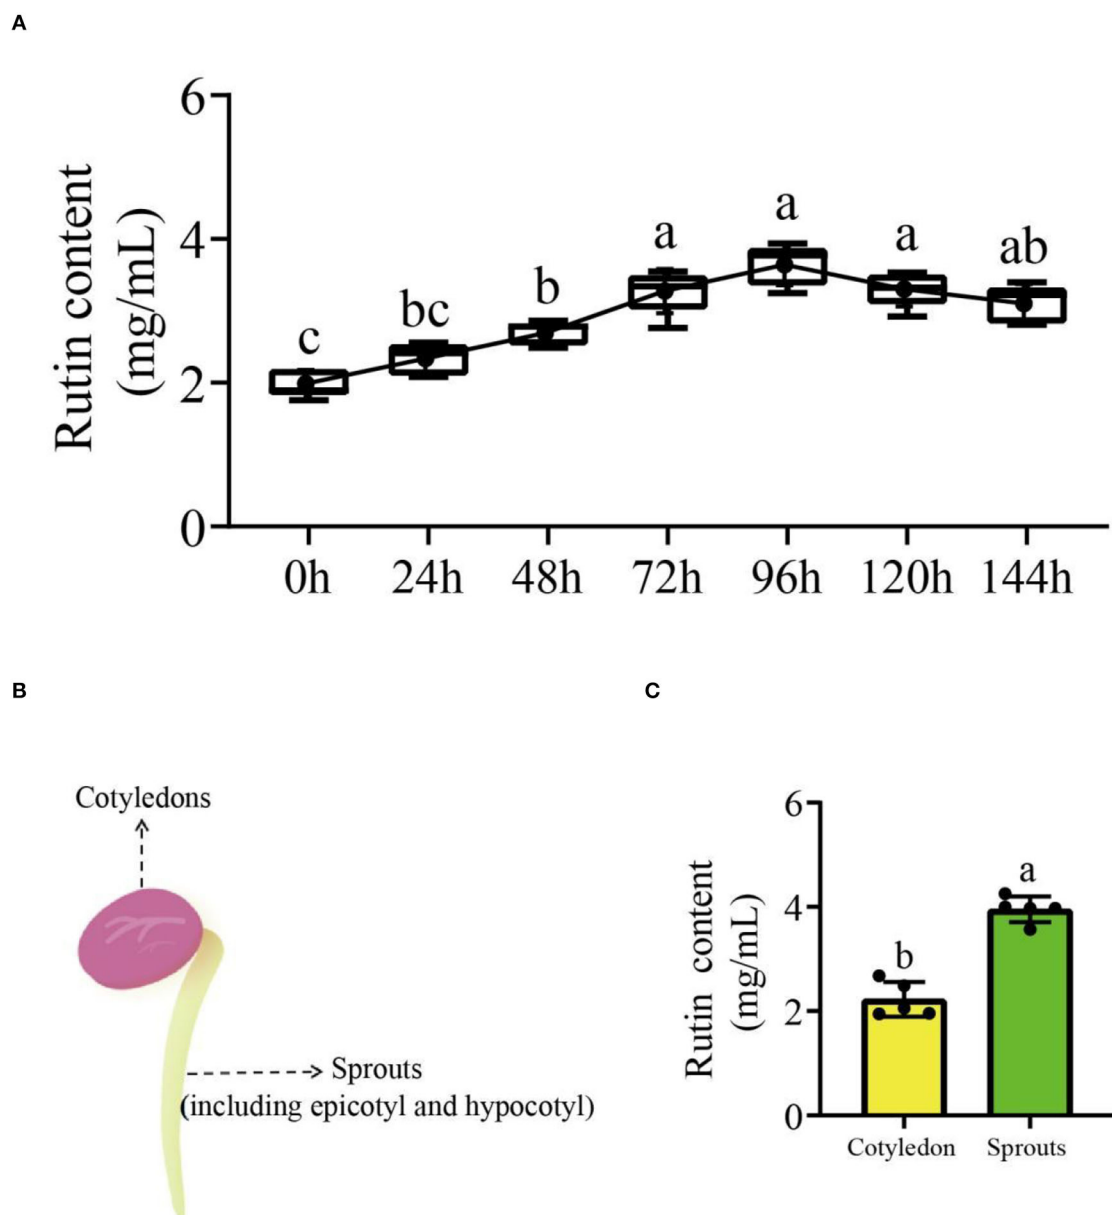 A
Rutin content
(mg/mL)
6
4
2
0
c
bc
b
a
a
a
ab
0h 24h 48h 72h 96h 120h 144h
B
Cotyledons
Sprouts
(including epicotyl and hypocotyl)
C
Rutin content
(mg/mL)
6
4
2
0
b
a
Cotyledon Sprouts